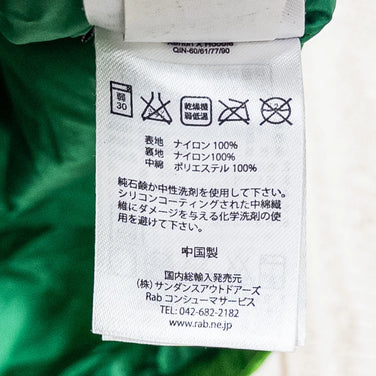 QIN-60/61/77/90
弱
30
乾燥機
弱低温
表地 ナイロン 100%
裏地 ナイロン 100%
中綿 ポリエステル 100%
純石鹸か中性洗剤を使用して下さい。
シリコンコーティングされた中綿繊
維にダメージを与える化学洗剤の使
用を避けて下さい。
中国製
国内総輸入発売元
(株) サンダンスアウトドアーズ
Rab コンシューマサービス
TEL: 042-682-2182
www.rab.ne.jp